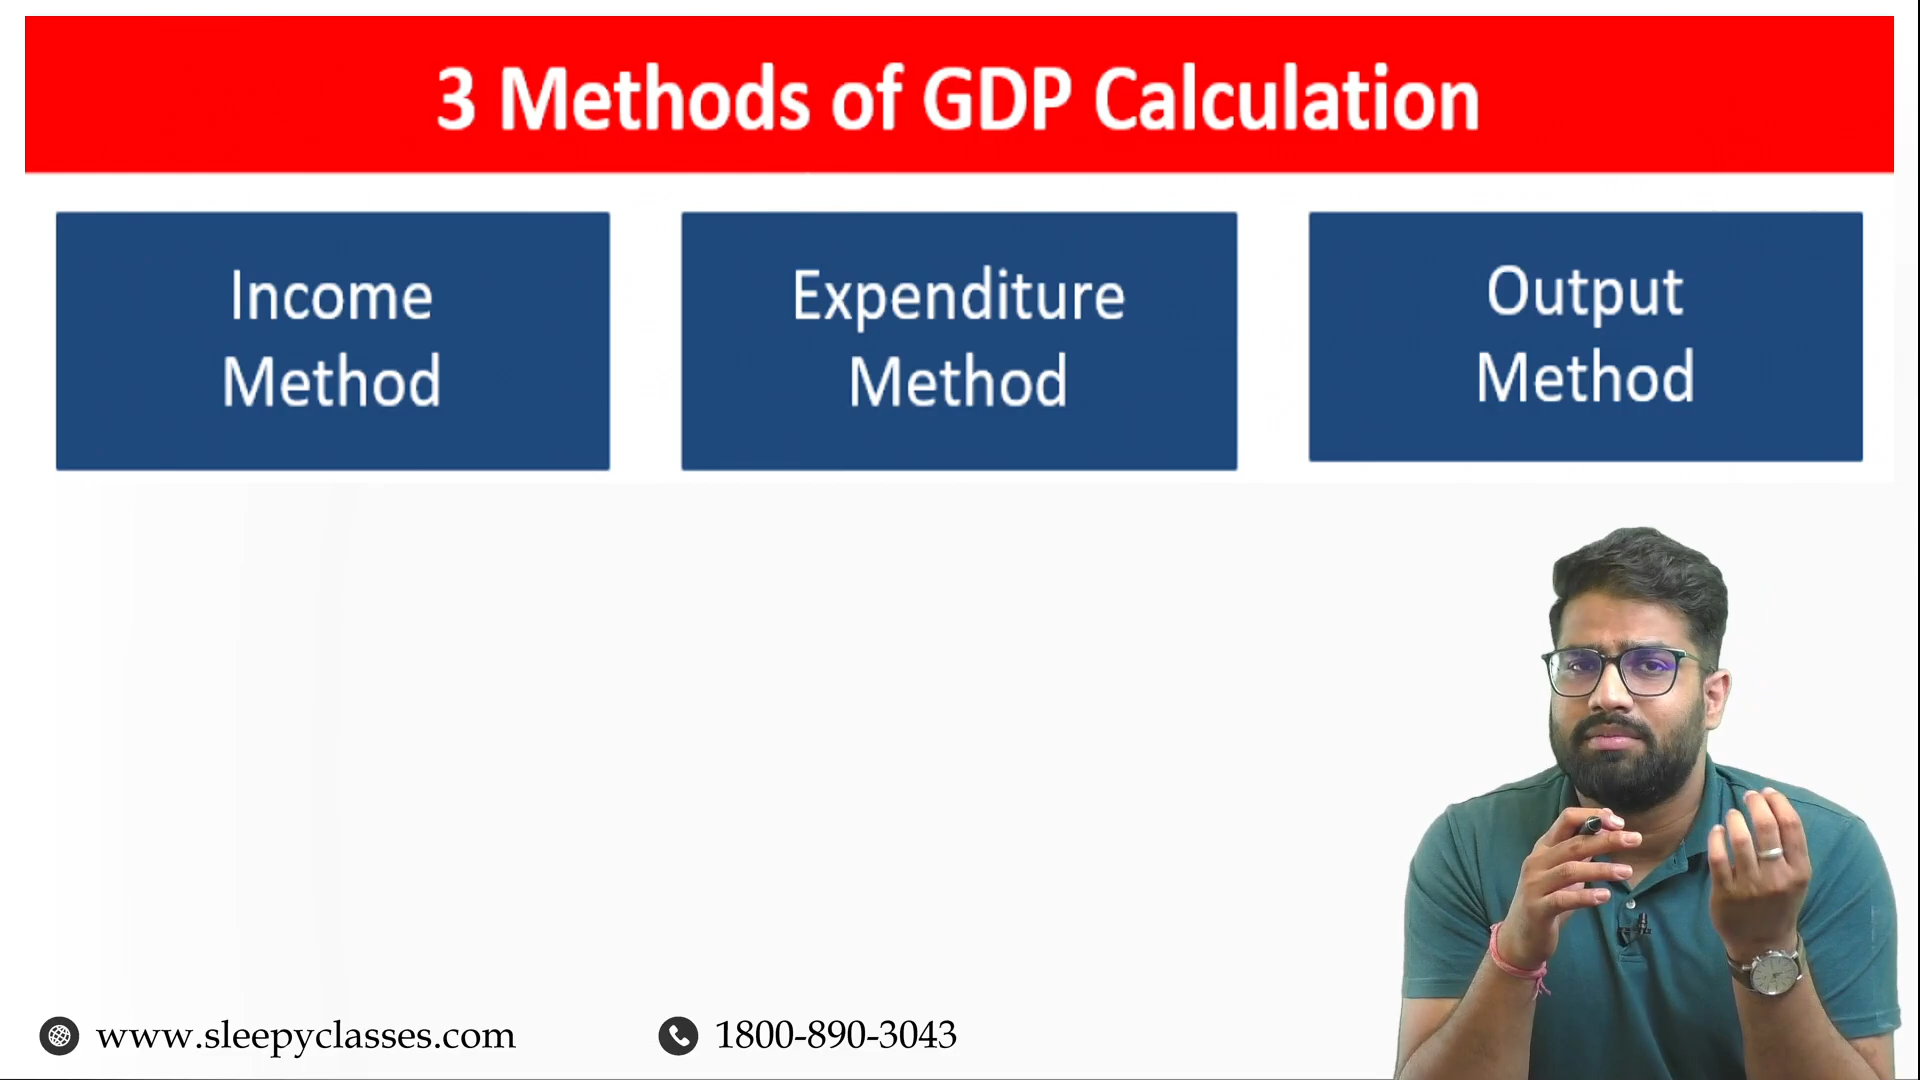 3 Methods of GDP Calculation
Income
Method
Expenditure
Method
Output
Method
www.sleepyclasses.com
1800-890-3043